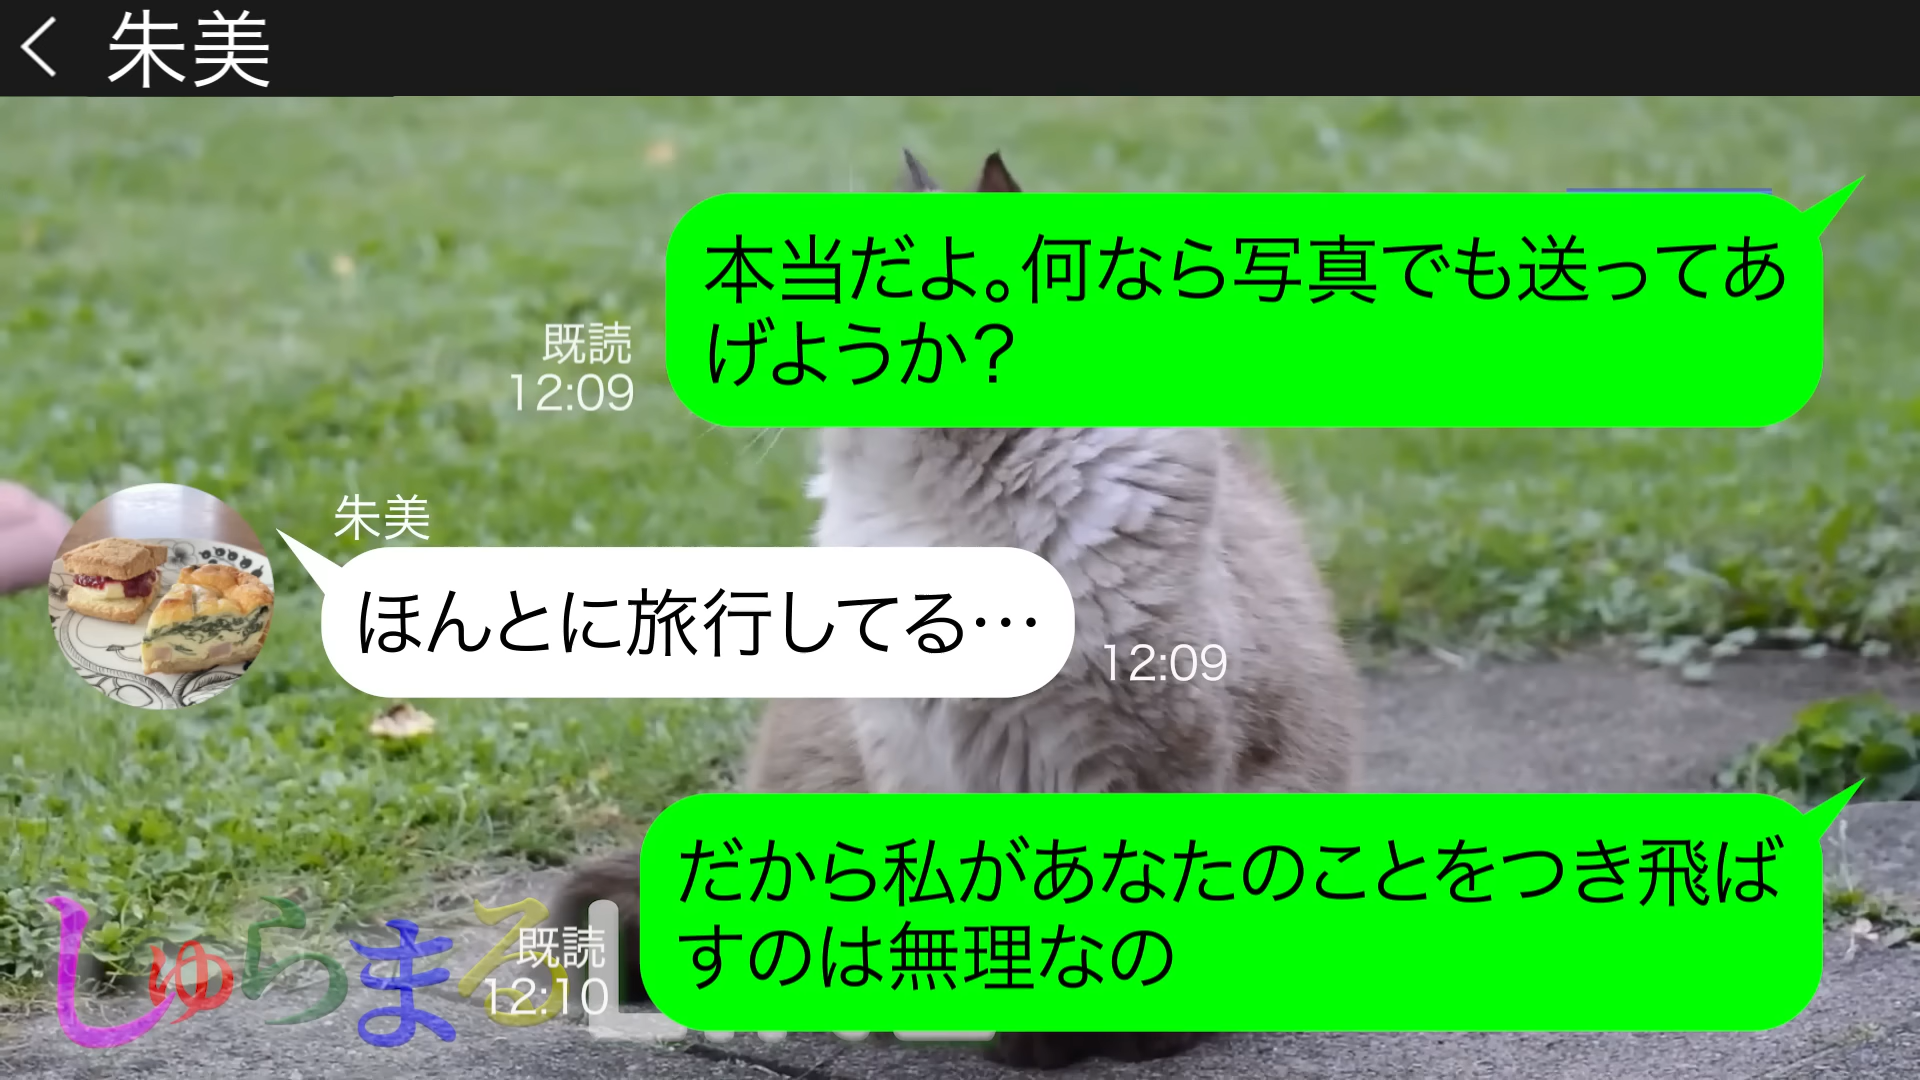 朱美
本当だよ。何なら写真でも送ってあ
げようか？
既読
12:09
朱美
ほんとに旅行してる…
12:09
だから私があなたのことをつき飛ば
すのは無理なの
既読
12:10
しゅらまる